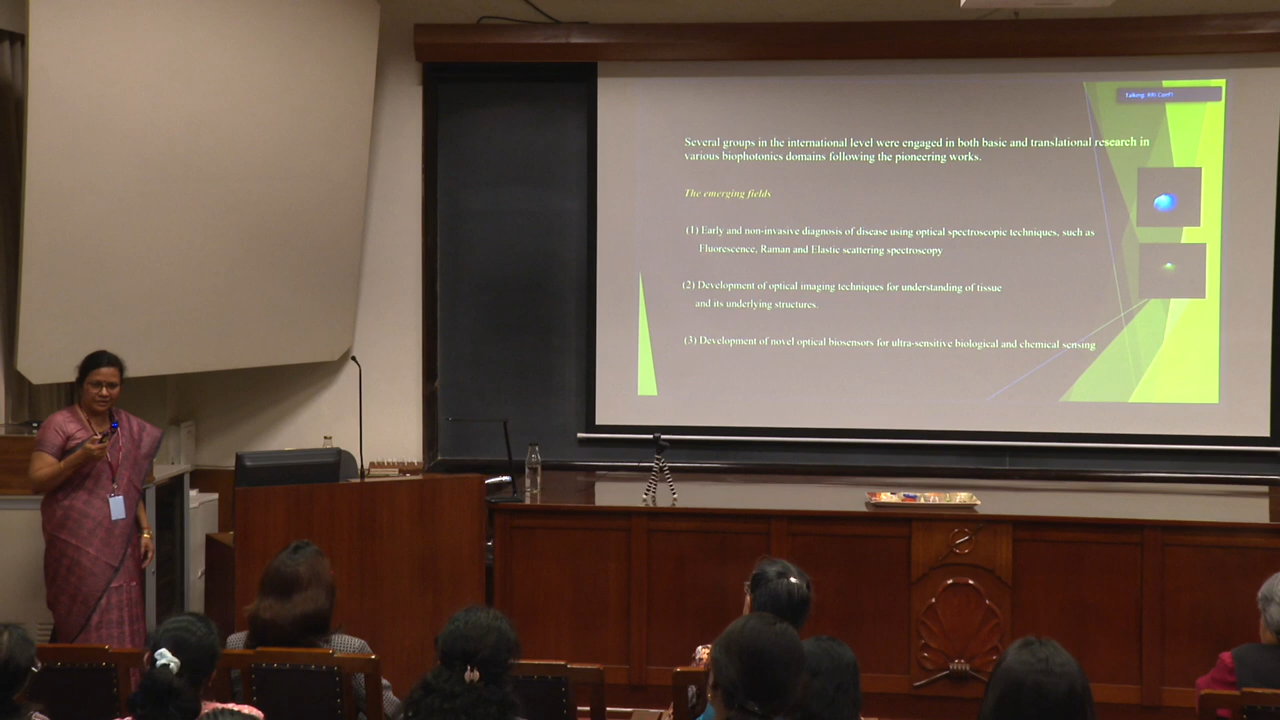 Talking: RRI Conf1
Several groups in the international level were engaged in both basic and translational research in
various biophotonics domains following the pioneering works.
The emerging fields
(1) Early and non-invasive diagnosis of disease using optical spectroscopic techniques, such as
Fluorescence, Raman and Elastic scattering spectroscopy
(2) Development of optical imaging techniques for understanding of tissue
and its underlying structures.
(3) Development of novel optical biosensors for ultra-sensitive biological and chemical sensing